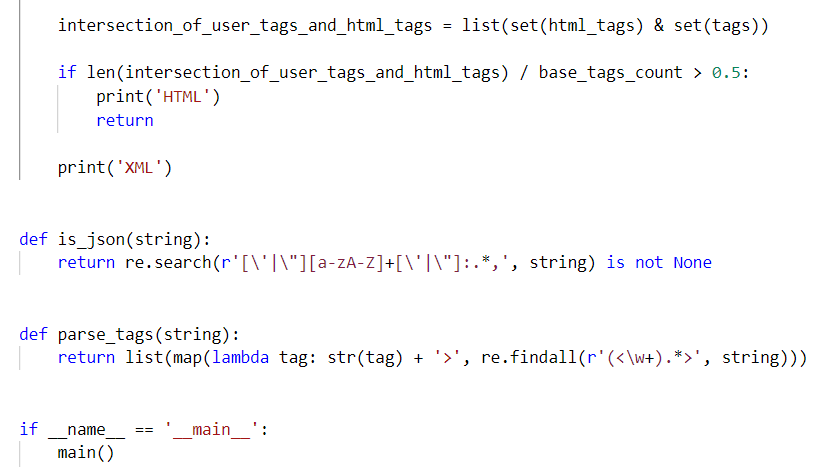 intersection_of_user_tags_and_html_tags = list(set(html_tags) & set(tags))
if len(intersection_of_user_tags_and_html_tags) / base_tags_count > 0.5:
print('HTML')
return
print('XML')
def is_json(string):
return re.search(r'[\'|\"][a-zA-Z]+[\'|\"]:.*,', string) is not None
def parse_tags(string):
return list(map(lambda tag: str(tag) + '>', re.findall(r'(<\w+).*>', string)))
if __name__ == '__main__':
main()